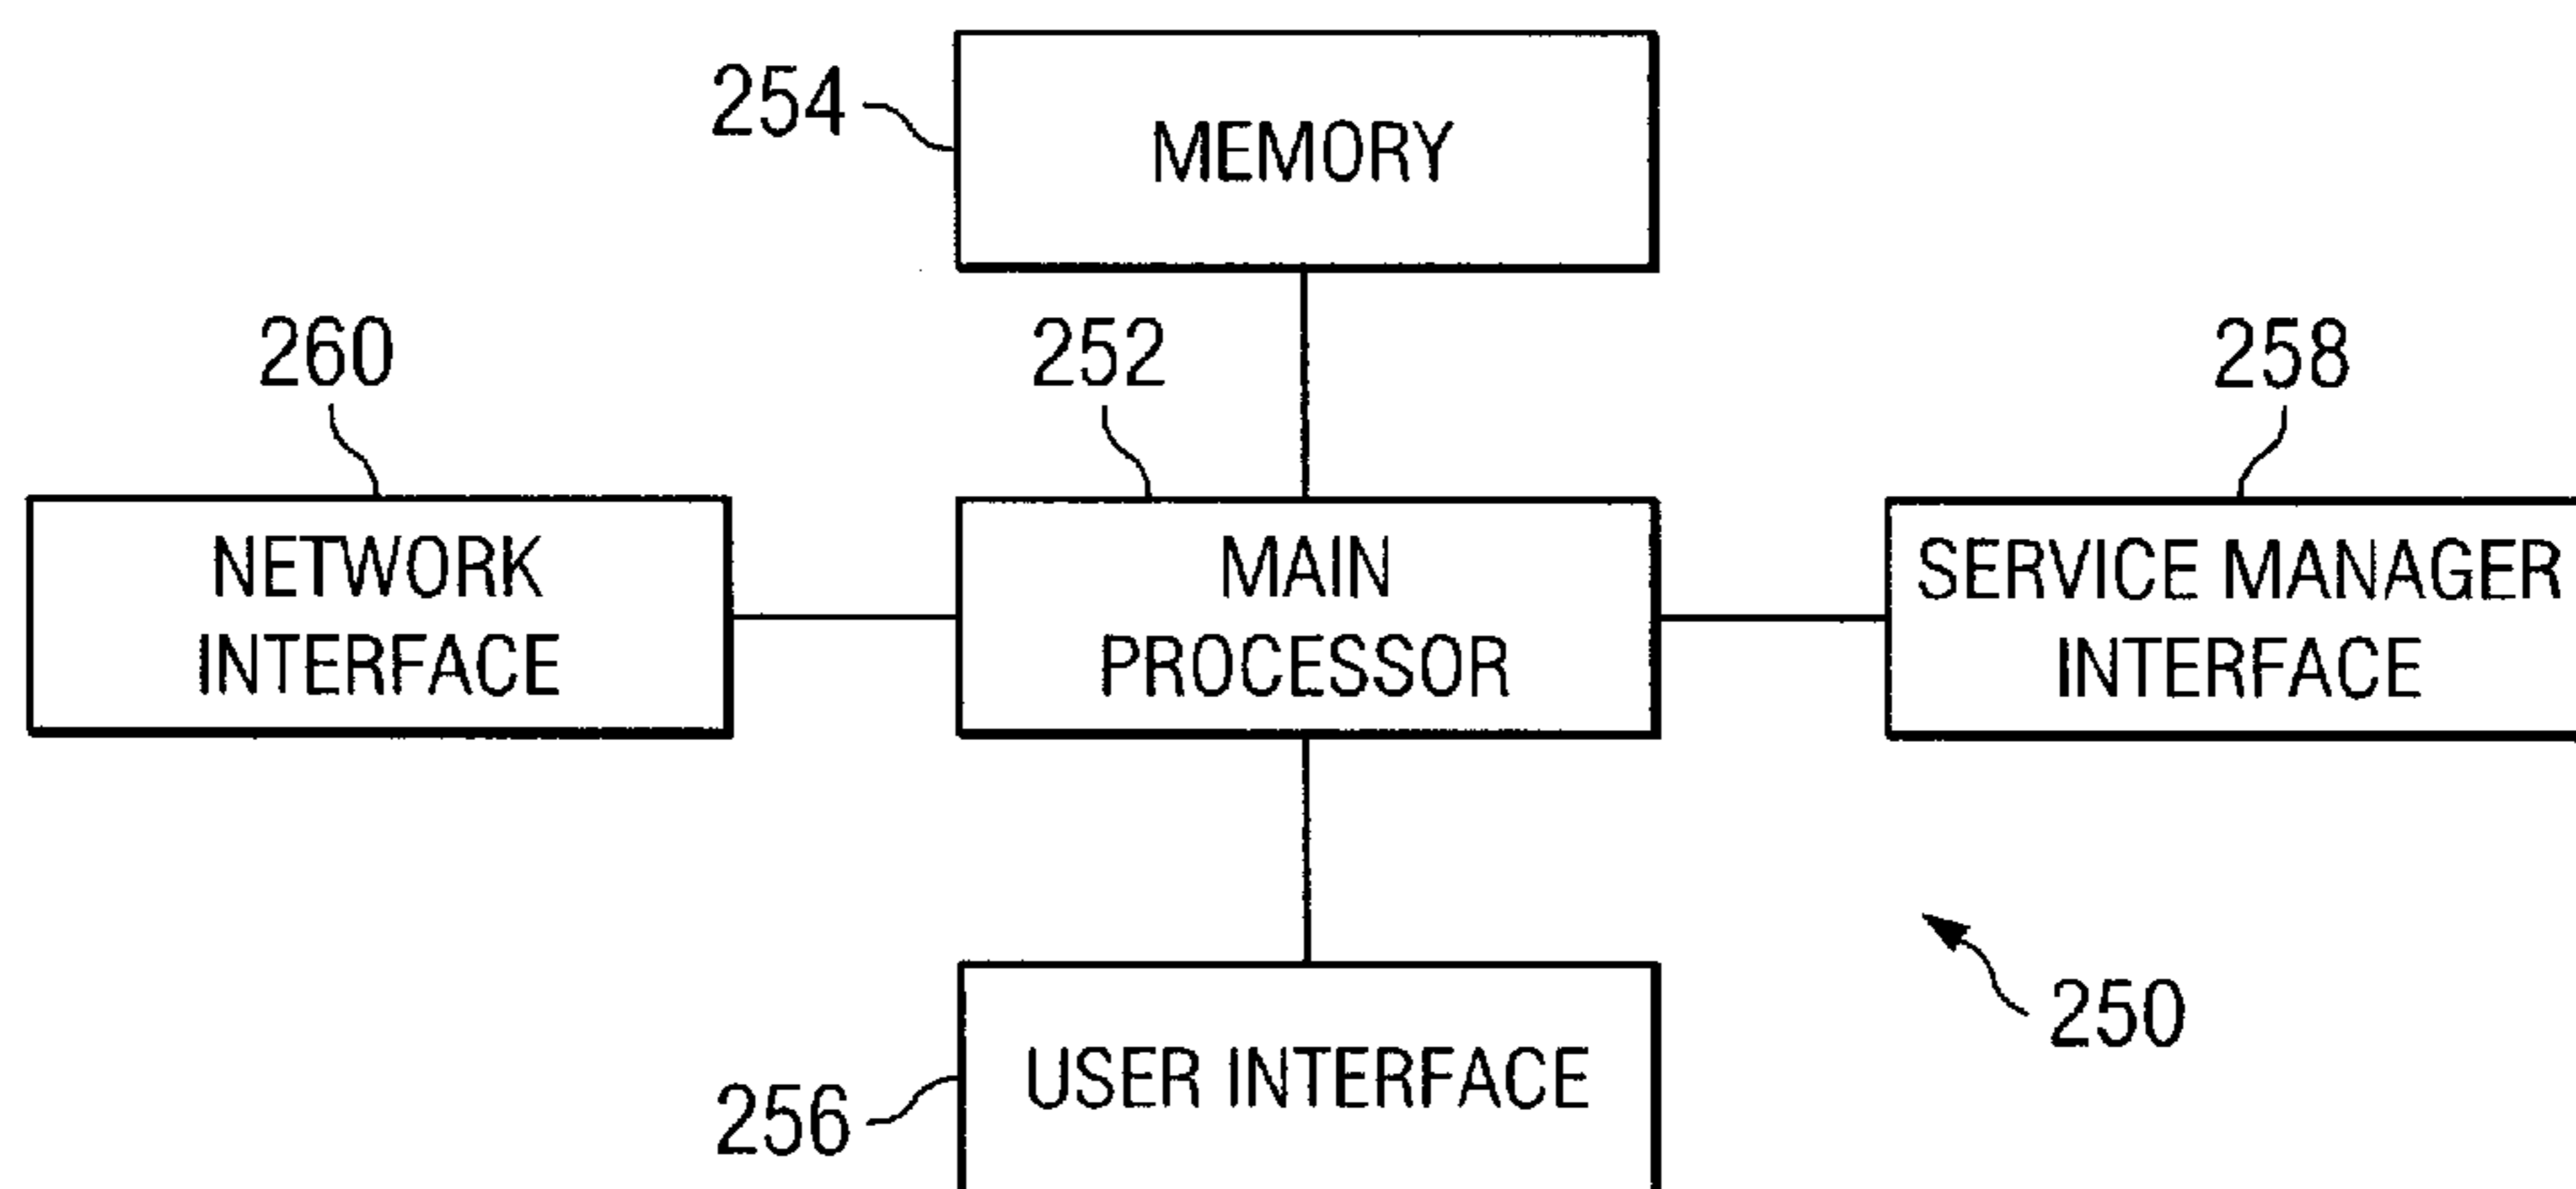 254
MEMORY
260
252
258
NETWORK
INTERFACE
MAIN
PROCESSOR
SERVICE MANAGER
INTERFACE
250
USER INTERFACE
256